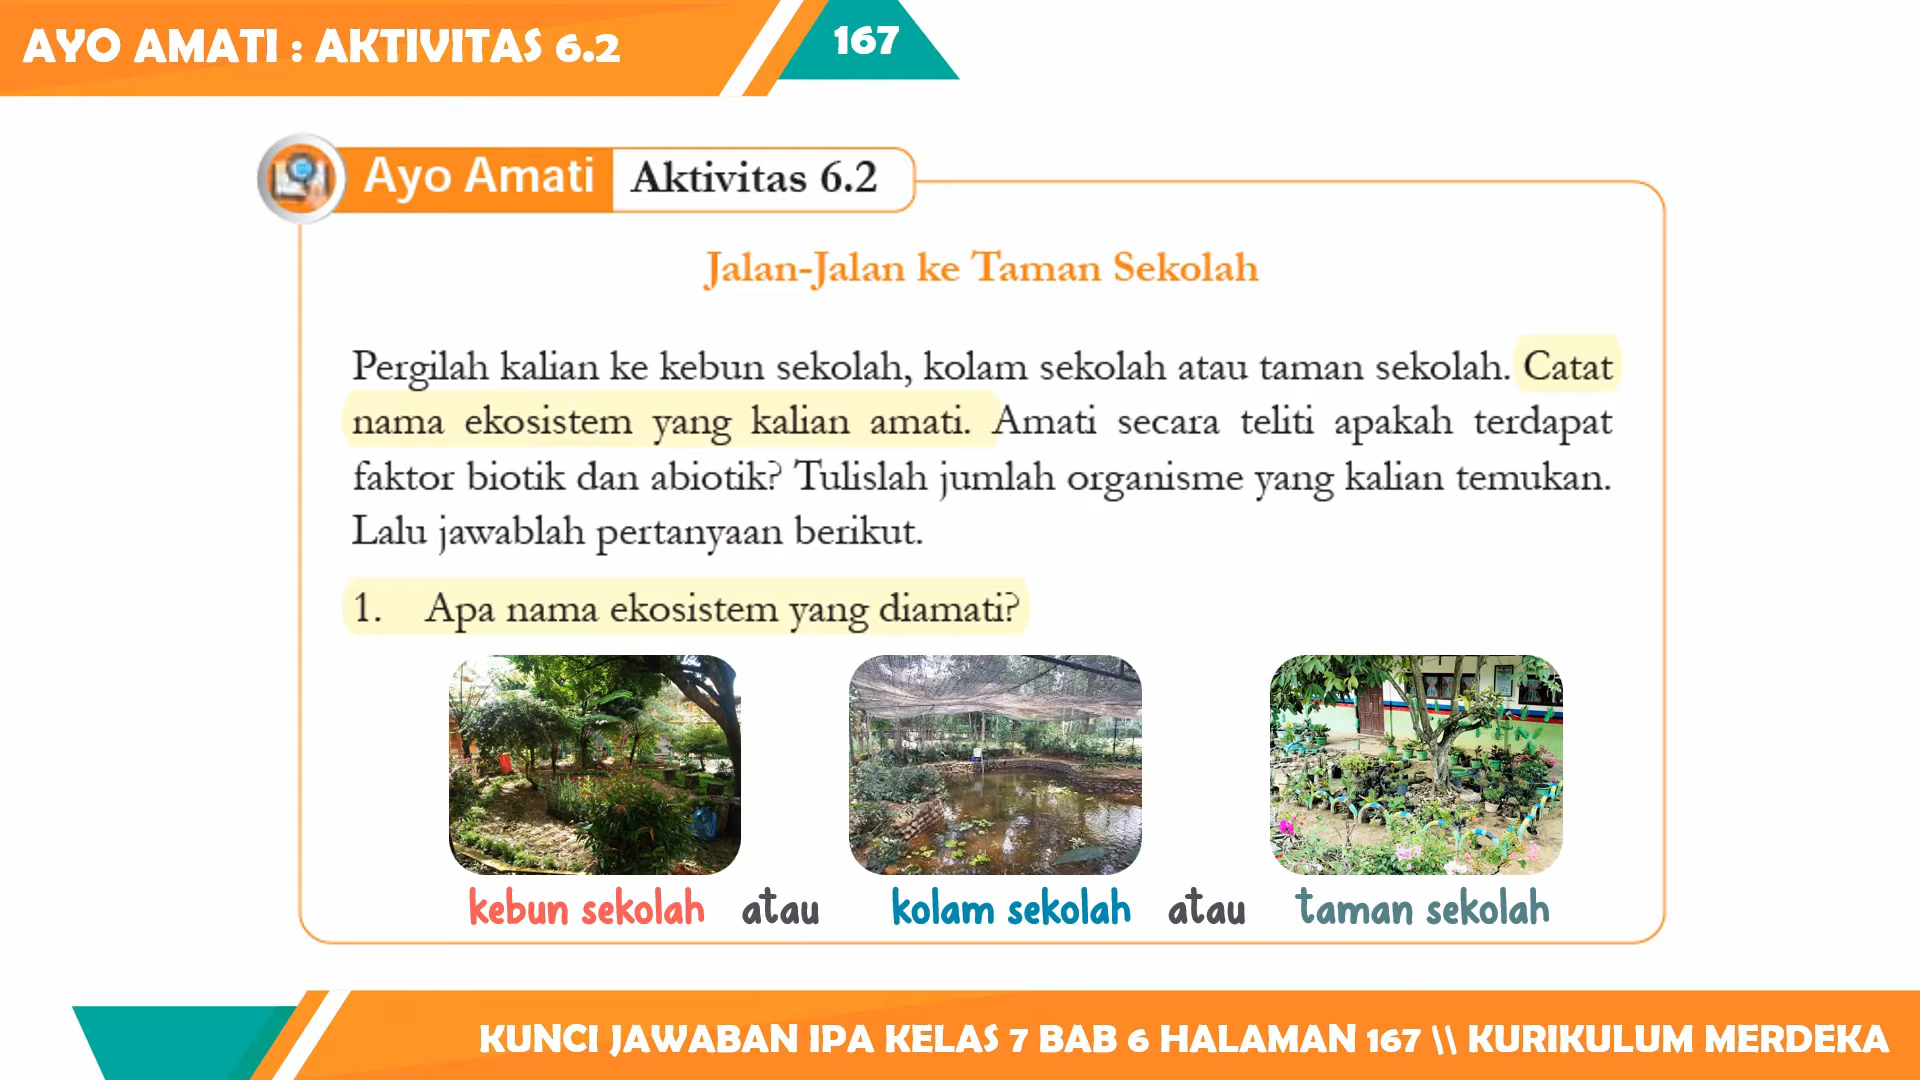 AYO AMATI : AKTIVITAS 6.2
167
Ayo Amati Aktivitas 6.2
Jalan-Jalan ke Taman Sekolah
Pergilah kalian ke kebun sekolah, kolam sekolah atau taman sekolah. Catat
nama ekosistem yang kalian amati. Amati secara teliti apakah terdapat
faktor biotik dan abiotik? Tulislah jumlah organisme yang kalian temukan.
Lalu jawablah pertanyaan berikut.
1. Apa nama ekosistem yang diamati?
kebun sekolah atau kolam sekolah atau taman sekolah
KUNCI JAWABAN IPA KELAS 7 BAB 6 HALAMAN 167 \\ KURIKULUM MERDEKA